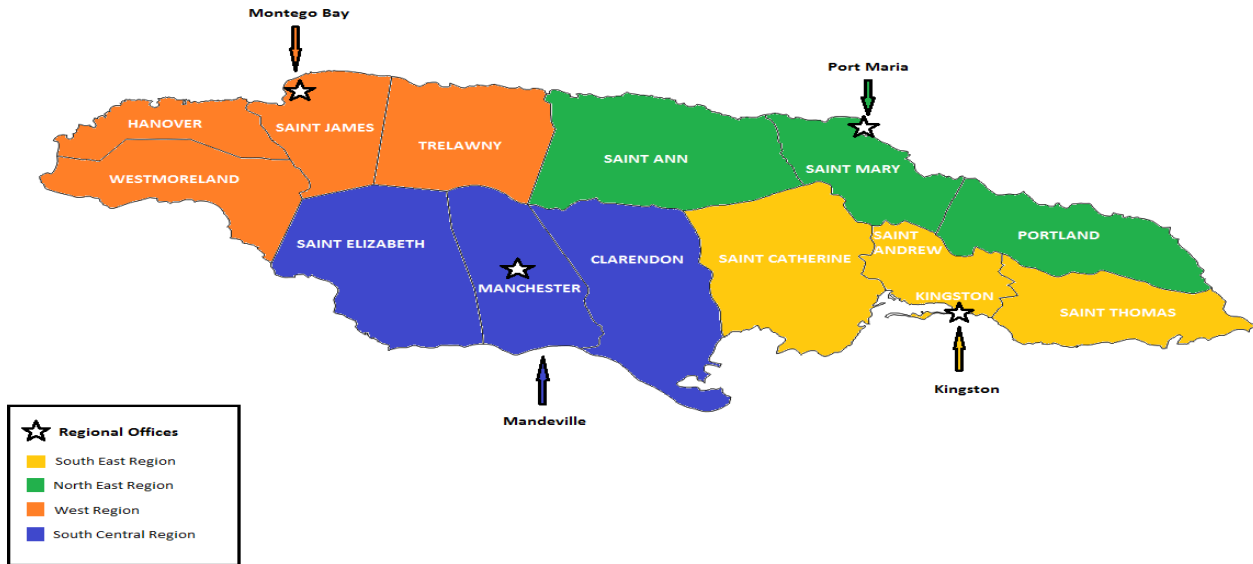 Montego Bay
Port Maria
HANOVER
SAINT JAMES
TRELAWNY
SAINT ANN
SAINT MARY
WESTMORELAND
SAINT ELIZABETH
MANCHESTER
CLARENDON
SAINT CATHERINE
SAINT
ANDREW
PORTLAND
KINGSTON
SAINT THOMAS
Mandeville
Kingston
Regional Offices
South East Region
North East Region
West Region
South Central Region